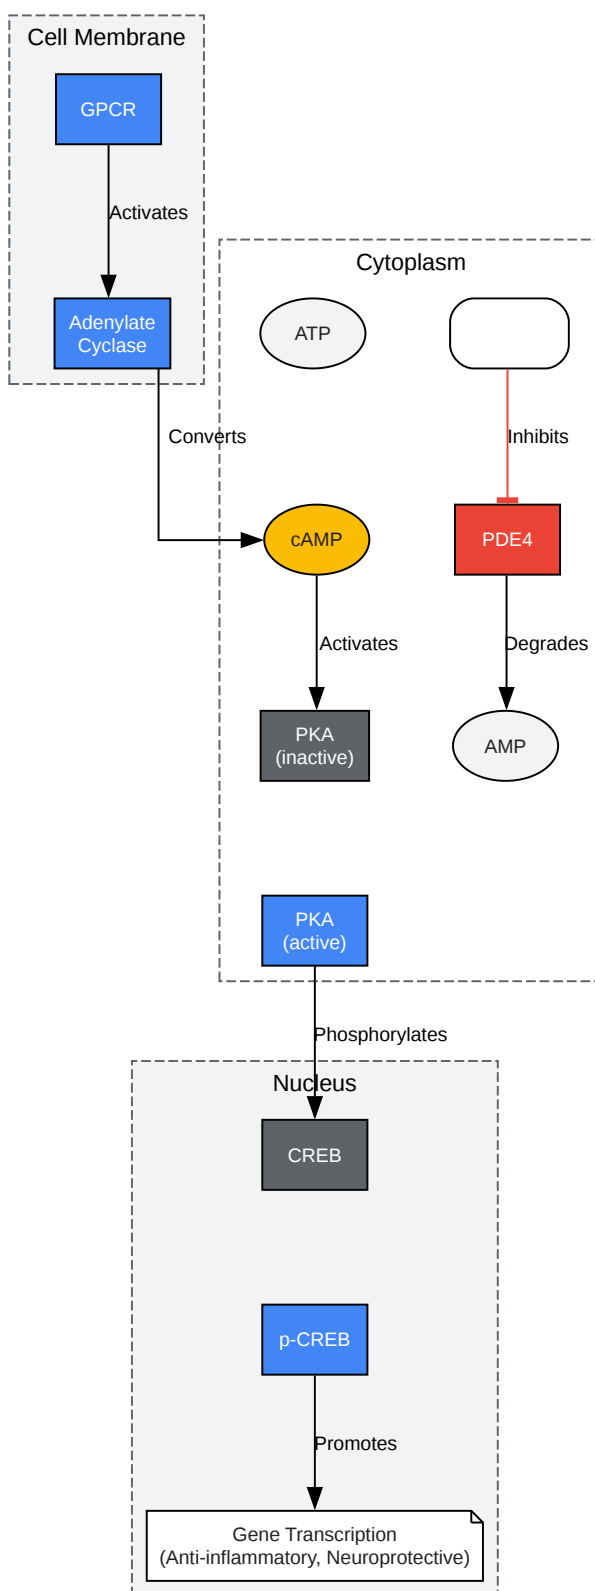 Cell Membrane
GPCR
Activates
Adenylate
Cyclase
Cytoplasm
ATP
Converts
Inhibits
cAMP
PDE4
Activates
Degrades
PKA
(inactive)
AMP
PKA
(active)
Phosphorylates
Nucleus
CREB
p-CREB
Promotes
Gene Transcription
(Anti-inflammatory, Neuroprotective)